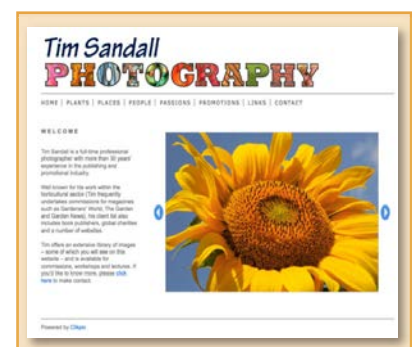 Tim Sandall
PHOTOGRAPHY
HOME | PLANTS | PLACES | PEOPLE | PASSIONS | PROMOTIONS | LINKS | CONTACT
WELCOME
Tim Sandall is a full-time professional
photographer with more than 30 years'
experience in the publishing and
promotional industry.
Well known for his work within the
horticultural sector (Tim frequently
undertakes commissions for magazines
such as Gardeners' World, The Garden
and Garden News), his client list also
includes book publishers, global charities
and a number of websites.
Tim offers an extensive library of images
– some of which you will see on this
website – and is available for
commissions, workshops and lectures. If
you'd like to know more, please click
here to make contact.
Powered by Clikpic